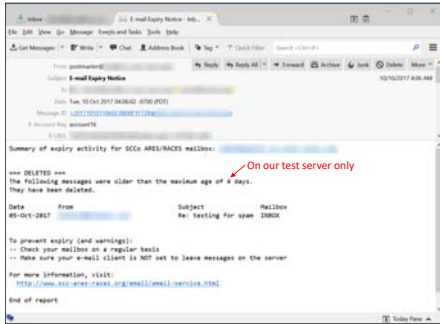 Inbox
E-mail Expiry Notice - Inb...
File Edit View Go Message Events and Tasks Tools Help
Get Messages Write Chat Address Book Tag Quick Filter Search <Ctrl+K>
From postmaster@ Reply Reply All Forward Archive Junk Delete More
Subject E-mail Expiry Notice 10/10/2017 4:06 AM
To
Date Tue, 10 Oct 2017 04:06:02 -0700 (PDT)
Message ID
X-Account-Key account16
X-UIDL
Summary of expiry activity for SCCo ARES/RACES mailbox:
On our test server only
=== DELETED ===
The following messages were older than the maximum age of 4 days.
They have been deleted.
Date From Subject Mailbox
05-Oct-2017 Re: testing for spam INBOX
To prevent expiry (and warnings):
-- Check your mailbox on a regular basis
-- Make sure your e-mail client is NOT set to leave messages on the server
For more information, visit:
http://www.scc-ares-races.org/email/email-service.html
End of report
Today Pane